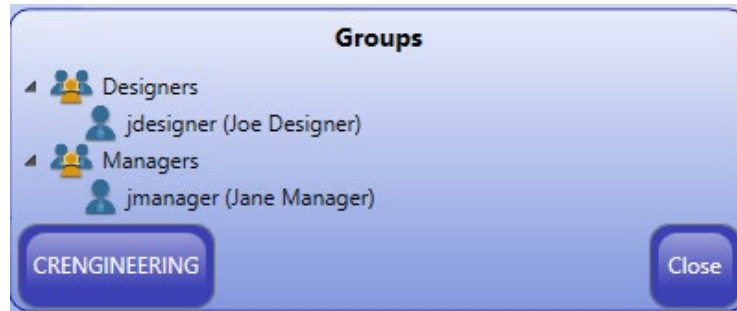 Groups
Designers
jdesigner (Joe Designer)
Managers
jmanager (Jane Manager)
CRENGINEERING
Close